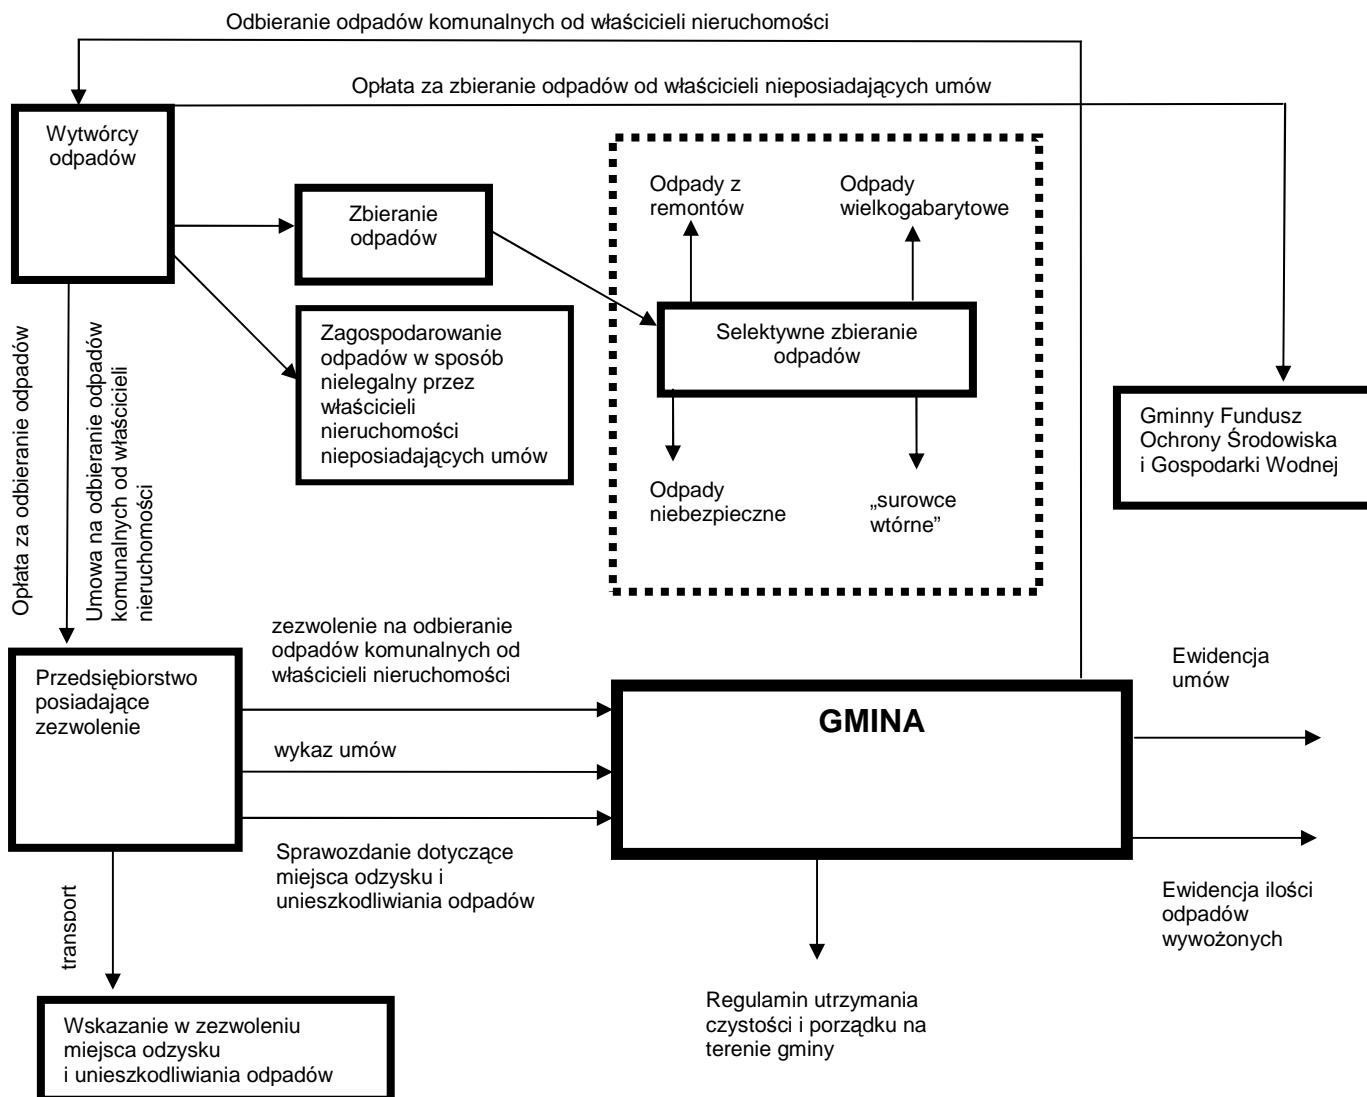 Odbieranie odpadów komunalnych od właścicieli nieruchomości
Opłata za zbieranie odpadów od właścicieli nieposiadających umów
Wytwórcy
odpadów
Zbieranie
odpadów
Odpady z
remontów
Odpady
wielkogabarytowe
Selektywne zbieranie
odpadów
Odpady
niebezpieczne
„surowce
wtórne”
Zagospodarowanie
odpadów w sposób
nielegalny przez
właścicieli
nieruchomości
nieposiadających umów
Gminny Fundusz
Ochrony Środowiska
i Gospodarki Wodnej
Opłata za odbieranie odpadów
Umowa na odbieranie odpadów
komunalnych od właścicieli
nieruchomości
Przedsiębiorstwo
posiadające
zezwolenie
zezwolenie na odbieranie
odpadów komunalnych od
właścicieli nieruchomości
wykaz umów
Sprawozdanie dotyczące
miejsca odzysku i
unieszkodliwiania odpadów
GMINA
Ewidencja
umów
Ewidencja ilości
odpadów
wywożonych
transport
Wskazanie w zezwoleniu
miejsca odzysku
i unieszkodliwiania odpadów
Regulamin utrzymania
czystości i porządku na
terenie gminy